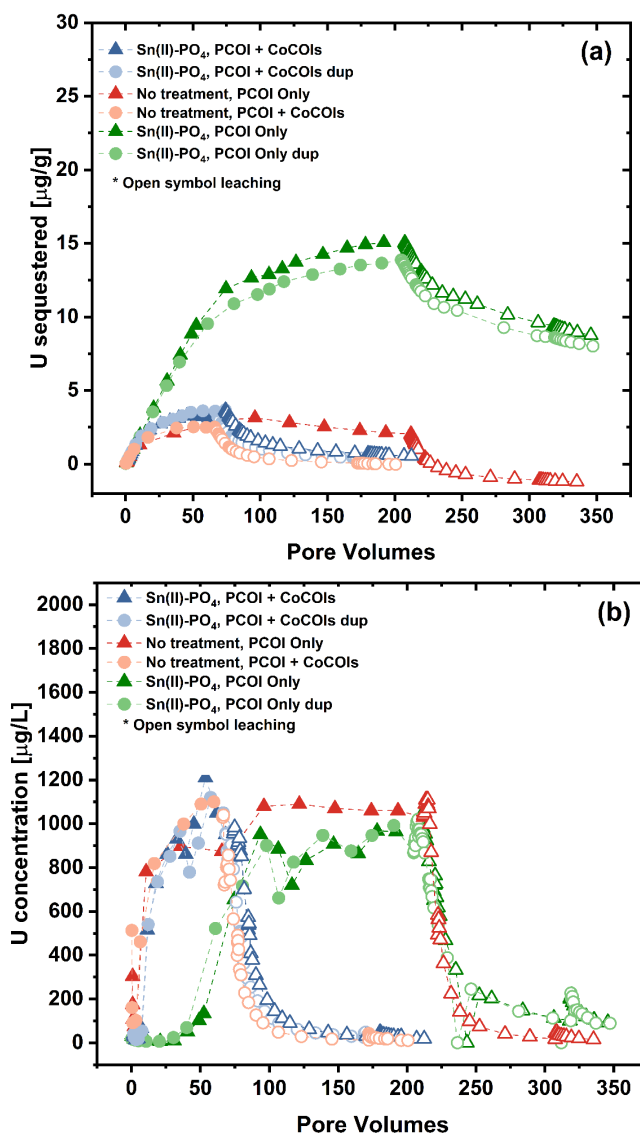 (a)
Sn(II)-PO₄, PCOI + CoCOIs
Sn(II)-PO₄, PCOI + CoCOIs dup
No treatment, PCOI Only
No treatment, PCOI + CoCOIs
Sn(II)-PO₄, PCOI Only
Sn(II)-PO₄, PCOI Only dup
* Open symbol leaching
U sequestered [µg/g]
30
25
20
15
10
5
0
0 50 100 150 200 250 300 350
Pore Volumes
(b)
Sn(II)-PO₄, PCOI + CoCOIs
Sn(II)-PO₄, PCOI + CoCOIs dup
No treatment, PCOI Only
No treatment, PCOI + CoCOIs
Sn(II)-PO₄, PCOI Only
Sn(II)-PO₄, PCOI Only dup
* Open symbol leaching
U concentration [µg/L]
2000
1800
1600
1400
1200
1000
800
600
400
200
0
0 50 100 150 200 250 300 350
Pore Volumes